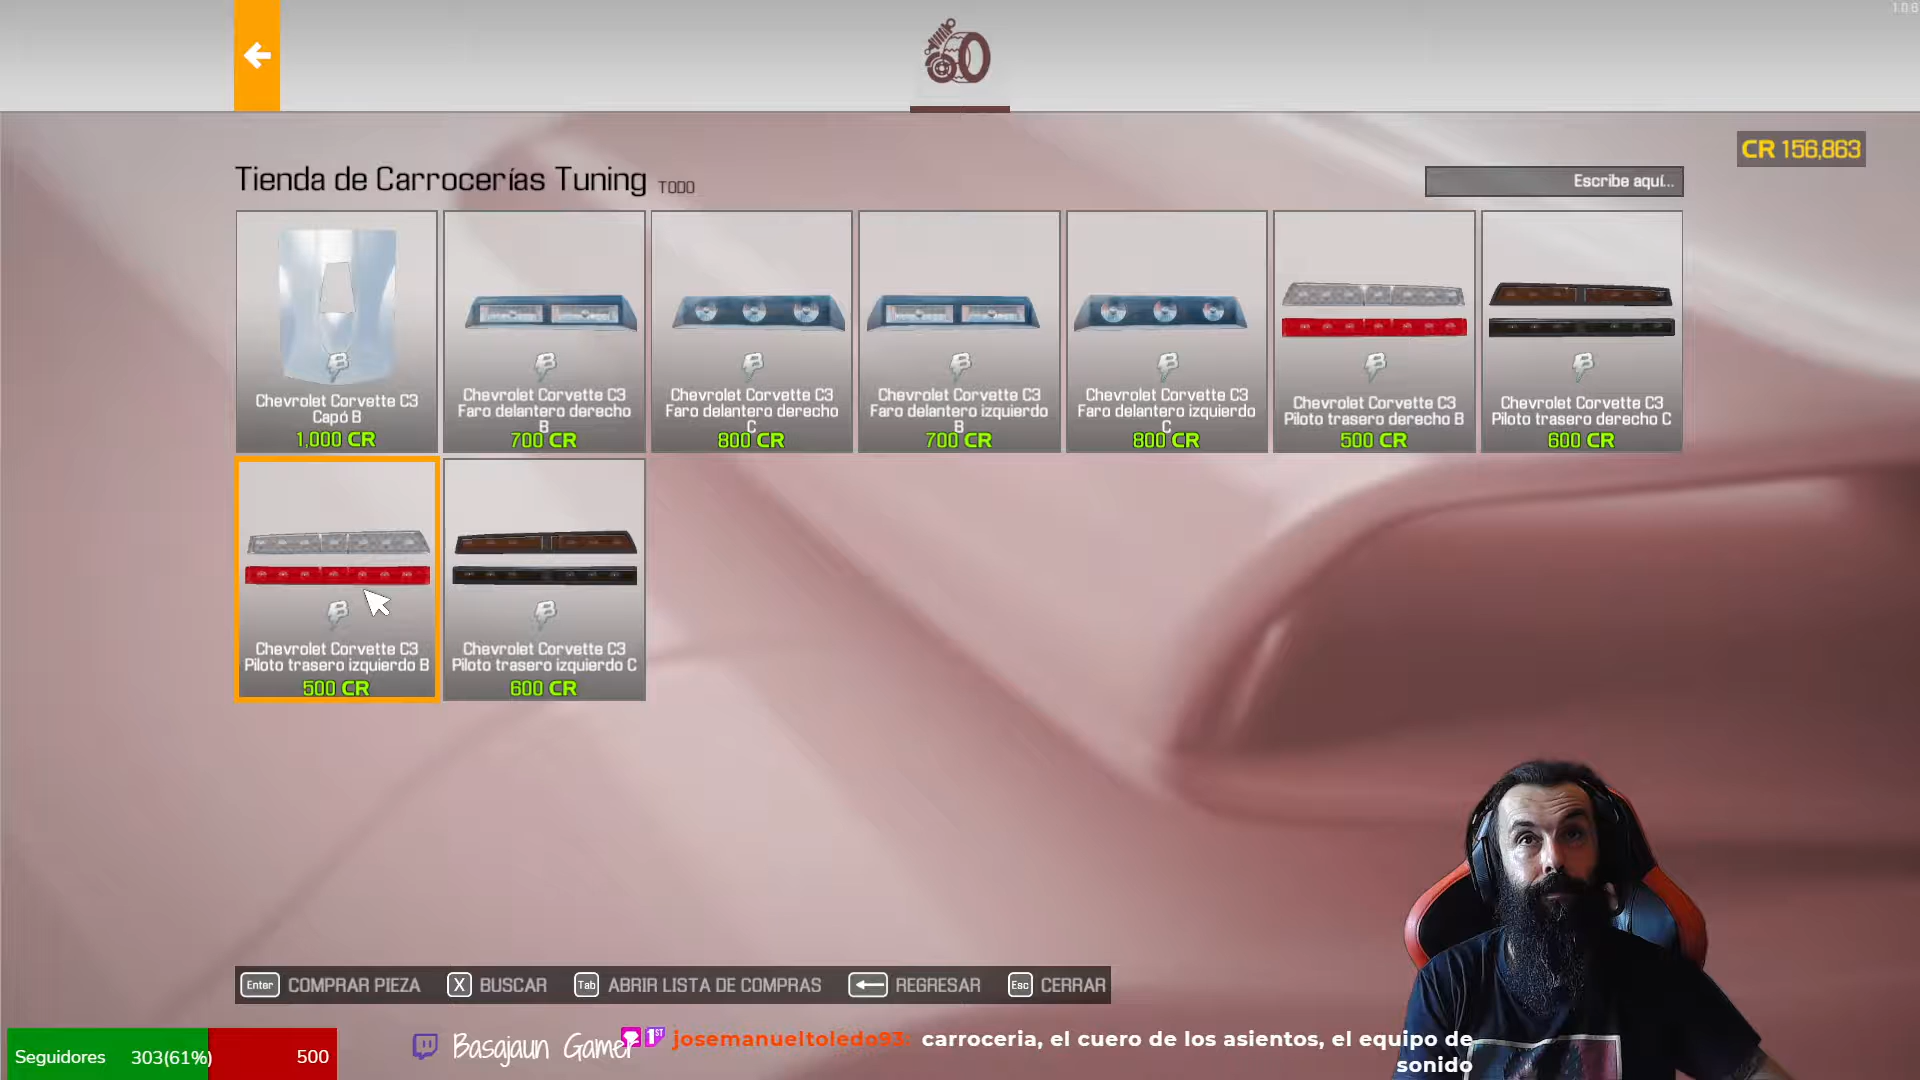 1.0.6
CR 156,863
Tienda de Carrocerías Tuning TODO
Escribe aquí...
Chevrolet Corvette C3
Capó B
1,000 CR
Chevrolet Corvette C3
Faro delantero derecho
B
700 CR
Chevrolet Corvette C3
Faro delantero derecho
C
800 CR
Chevrolet Corvette C3
Faro delantero izquierdo
B
700 CR
Chevrolet Corvette C3
Faro delantero izquierdo
C
800 CR
Chevrolet Corvette C3
Piloto trasero derecho B
500 CR
Chevrolet Corvette C3
Piloto trasero derecho C
600 CR
Chevrolet Corvette C3
Piloto trasero izquierdo B
500 CR
Chevrolet Corvette C3
Piloto trasero izquierdo C
600 CR
Enter COMPRAR PIEZA X BUSCAR Tab ABRIR LISTA DE COMPRAS REGRESAR Esc CERRAR
Seguidores 303(61%) 500
Basajaun Gamer
1ST josemanueltoledo93: carroceria, el cuero de los asientos, el equipo de
sonido